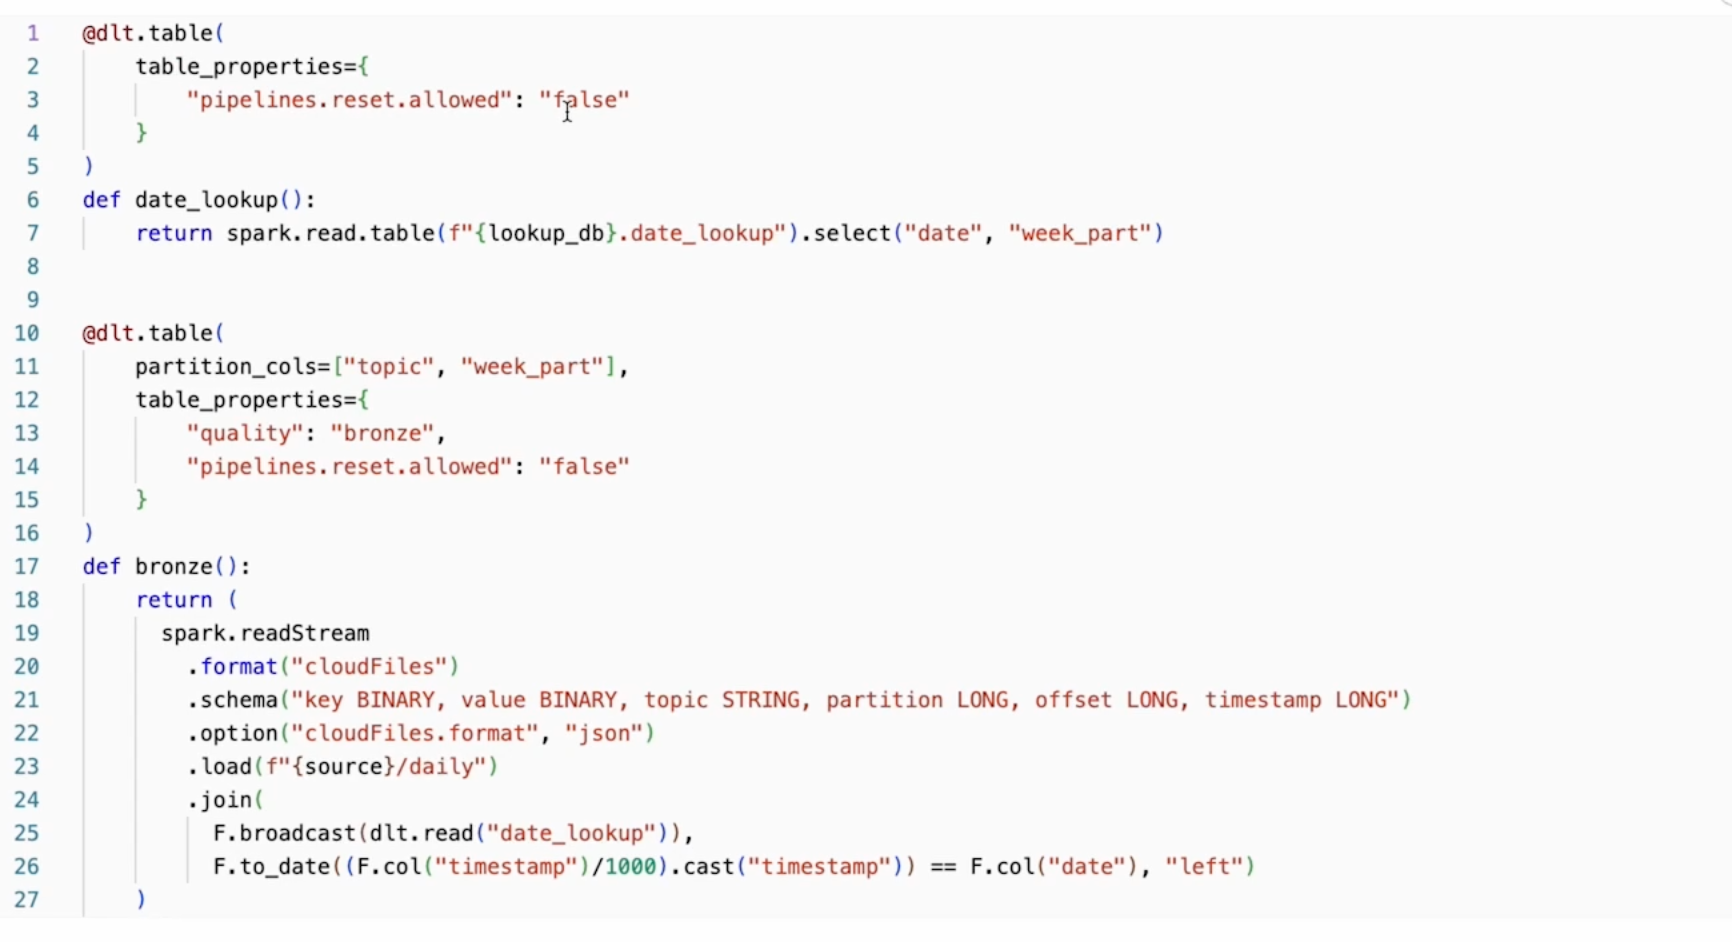 1 @dlt.table(
2 table_properties={
3 "pipelines.reset.allowed": "false"
4 }
5 )
6 def date_lookup():
7 return spark.read.table(f"{lookup_db}.date_lookup").select("date", "week_part")
8
9
10 @dlt.table(
11 partition_cols=["topic", "week_part"],
12 table_properties={
13 "quality": "bronze",
14 "pipelines.reset.allowed": "false"
15 }
16 )
17 def bronze():
18 return (
19 spark.readStream
20 .format("cloudFiles")
21 .schema("key BINARY, value BINARY, topic STRING, partition LONG, offset LONG, timestamp LONG")
22 .option("cloudFiles.format", "json")
23 .load(f"{source}/daily")
24 .join(
25 F.broadcast(dlt.read("date_lookup")),
26 F.to_date((F.col("timestamp")/1000).cast("timestamp")) == F.col("date"), "left")
27 )